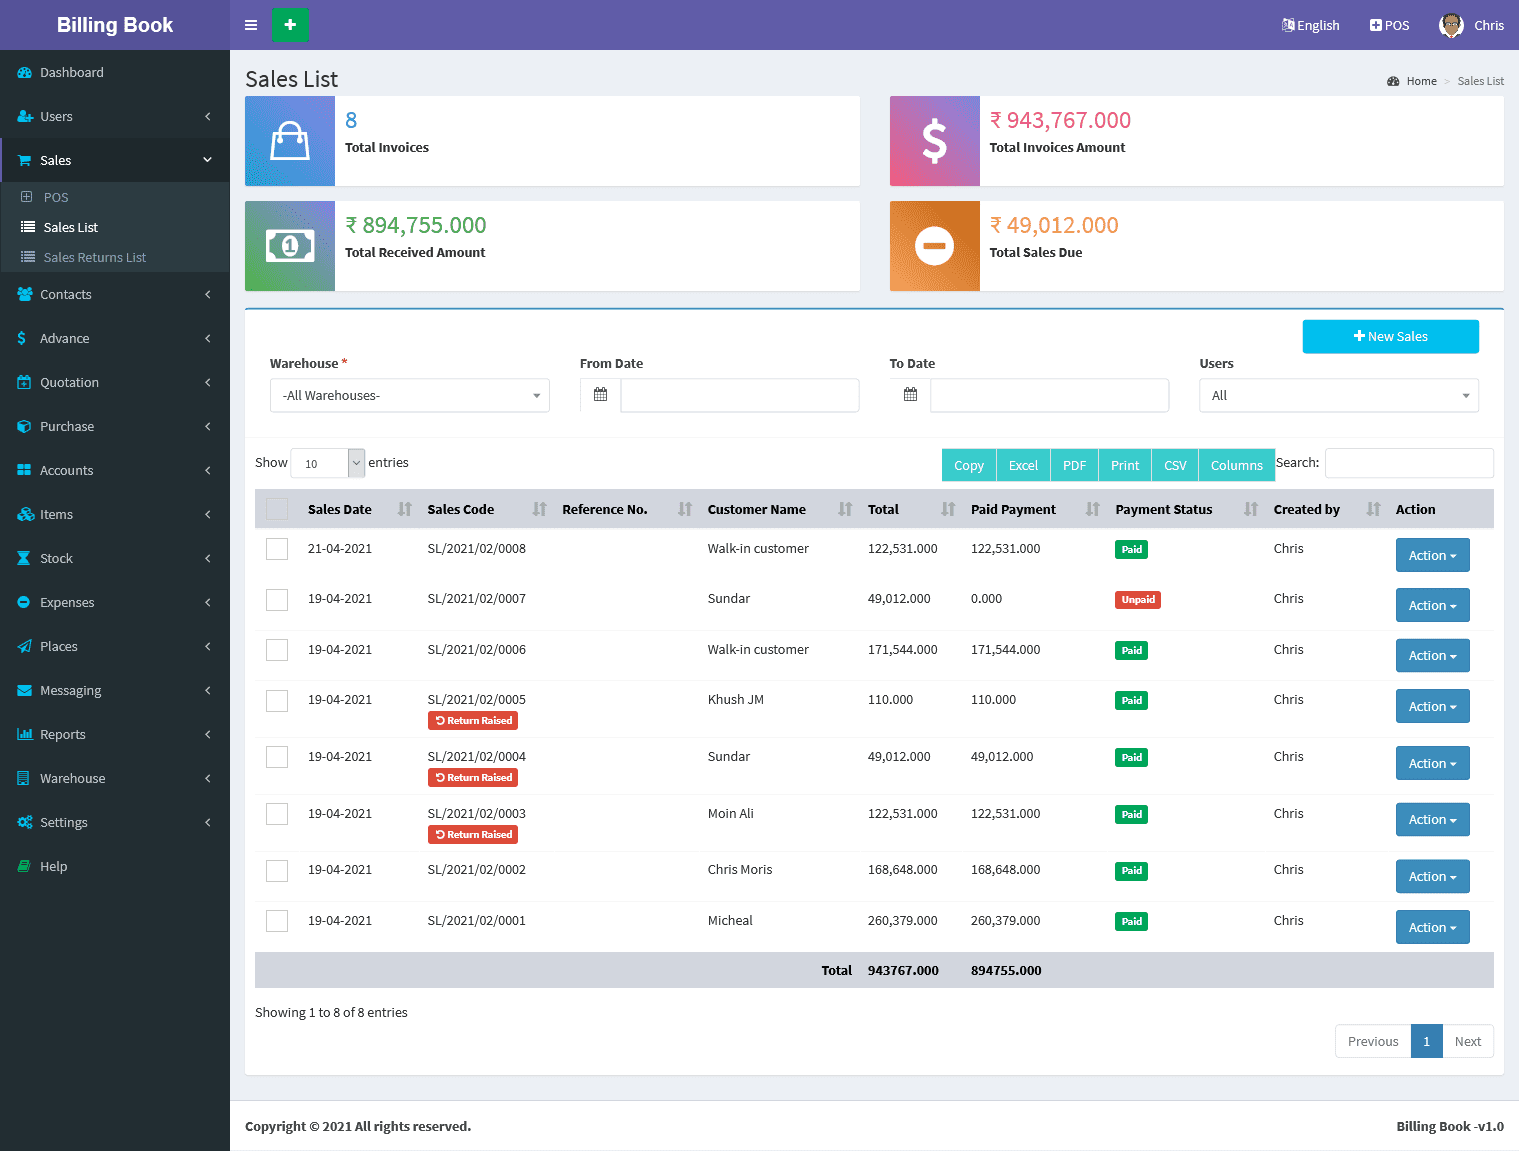 Billing Book
English POS Chris
Dashboard
Users
Sales
POS
Sales List
Sales Returns List
Contacts
Advance
Quotation
Purchase
Accounts
Items
Stock
Expenses
Places
Messaging
Reports
Warehouse
Settings
Help
Sales List
Home > Sales List
8
Total Invoices
₹ 943,767.000
Total Invoices Amount
₹ 894,755.000
Total Received Amount
₹ 49,012.000
Total Sales Due
New Sales
Warehouse * From Date To Date Users
-All Warehouses- All
Show 10 entries Copy Excel PDF Print CSV Columns Search:
Sales Date Sales Code Reference No. Customer Name Total Paid Payment Payment Status Created by Action
21-04-2021 SL/2021/02/0008 Walk-in customer 122,531.000 122,531.000 Paid Chris Action
19-04-2021 SL/2021/02/0007 Sundar 49,012.000 0.000 Unpaid Chris Action
19-04-2021 SL/2021/02/0006 Walk-in customer 171,544.000 171,544.000 Paid Chris Action
19-04-2021 SL/2021/02/0005 Khush JM 110.000 110.000 Paid Chris Action
Return Raised
19-04-2021 SL/2021/02/0004 Sundar 49,012.000 49,012.000 Paid Chris Action
Return Raised
19-04-2021 SL/2021/02/0003 Moin Ali 122,531.000 122,531.000 Paid Chris Action
Return Raised
19-04-2021 SL/2021/02/0002 Chris Moris 168,648.000 168,648.000 Paid Chris Action
19-04-2021 SL/2021/02/0001 Micheal 260,379.000 260,379.000 Paid Chris Action
Total 943767.000 894755.000
Showing 1 to 8 of 8 entries
Previous 1 Next
Copyright © 2021 All rights reserved. Billing Book -v1.0